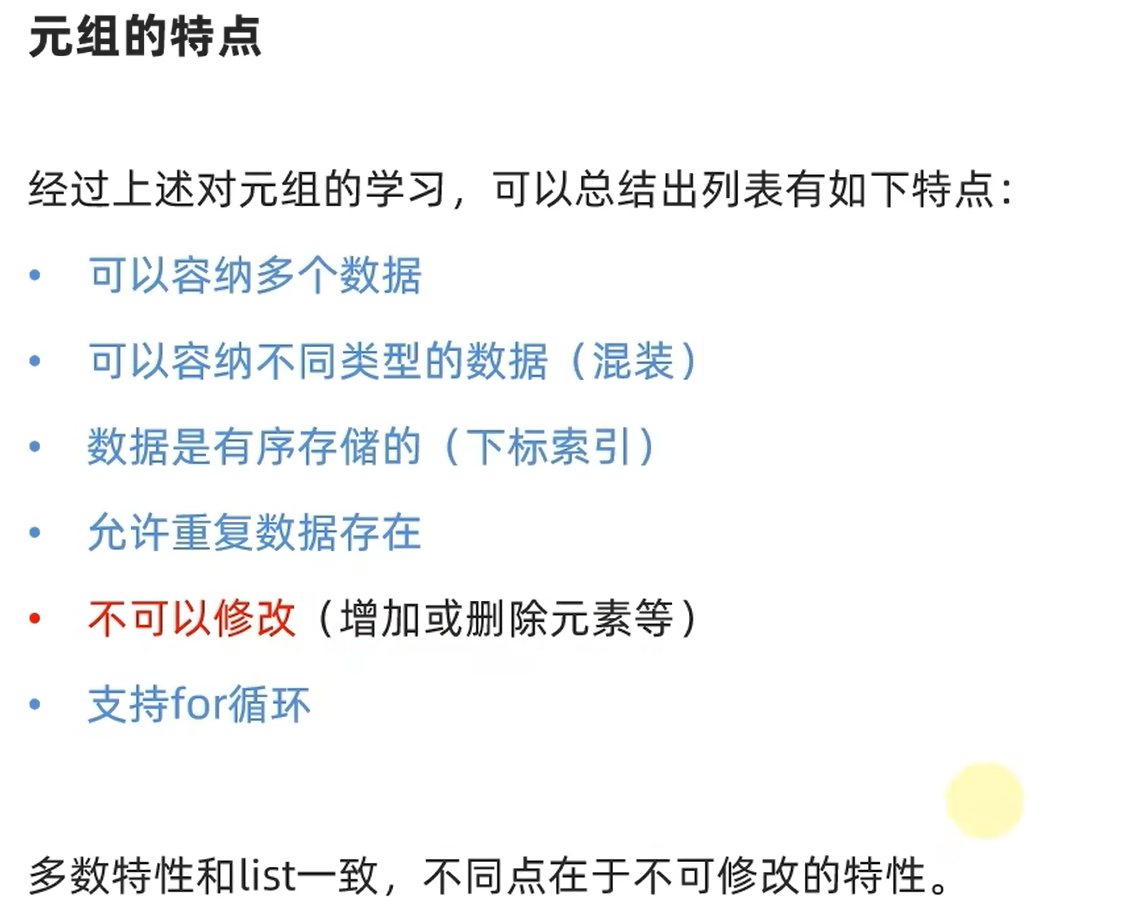 元组的特点
经过上述对元组的学习，可以总结出列表有如下特点：
• 可以容纳多个数据
• 可以容纳不同类型的数据（混装）
• 数据是有序存储的（下标索引）
• 允许重复数据存在
• 不可以修改（增加或删除元素等）
• 支持for循环
多数特性和list一致，不同点在于不可修改的特性。